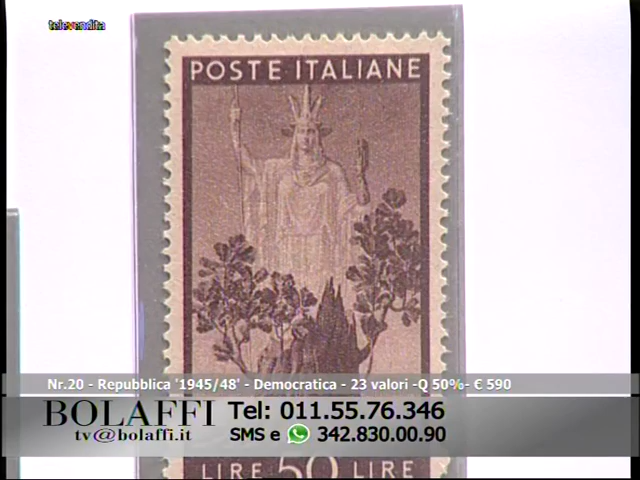 televendita
POSTE ITALIANE
Nr.20 - Repubblica '1945/48' - Democratica - 23 valori -Q 50%- € 590
BOLAFFI
tv@bolaffi.it
Tel: 011.55.76.346
SMS e 342.830.00.90
LIRE 50 LIRE